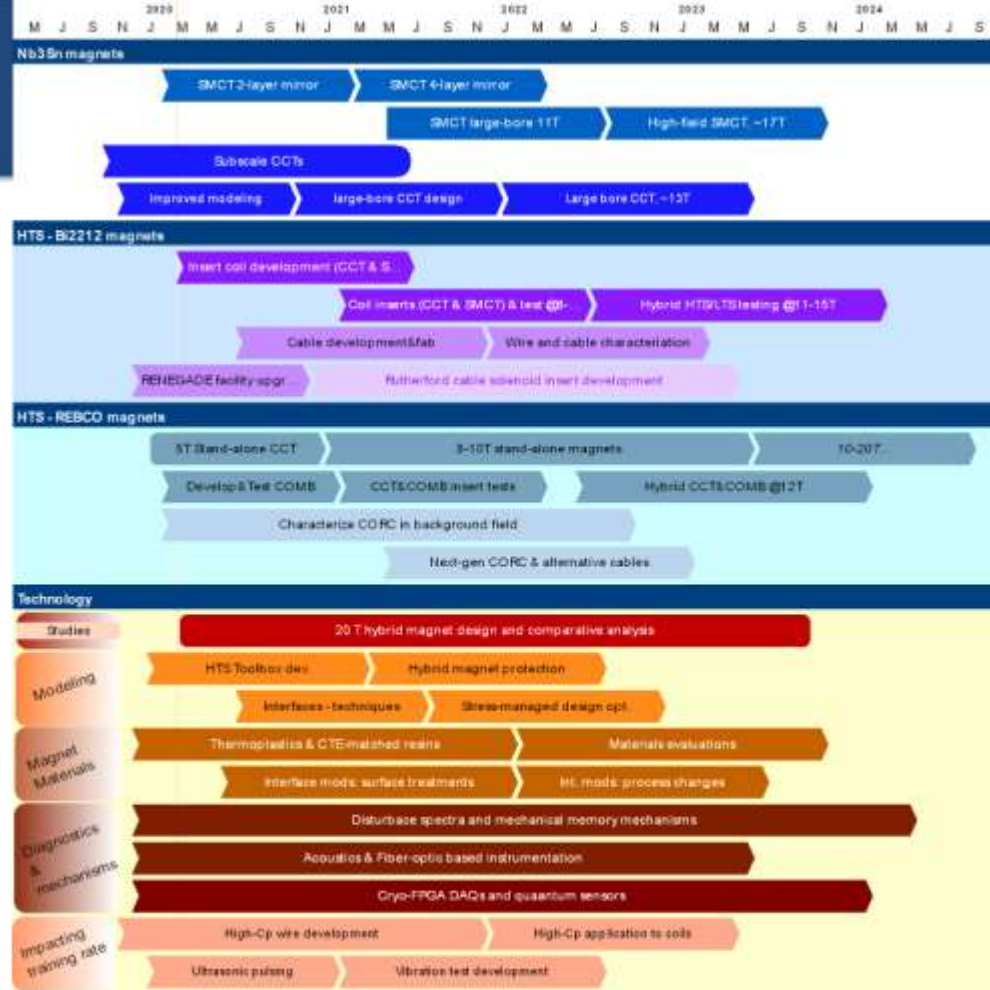 2020 2021 2022 2023 2024
M J S N J M M J S N J M M J S N J M M J S N J M M J S N J M M J S
Nb3Sn magnets
SMCT 2-layer mirror SMCT 4-layer mirror
SMCT large-bore 11T High-field SMCT, ~17T
Subscale CCTs
Improved modeling large-bore CCT design Large bore CCT, ~13T
HTS - Bi2212 magnets
Insert coil development (CCT & S...
Coil inserts (CCT & SMCT) & test @8- Hybrid HTS/LTS testing @11-15T
Cable development&fab Wire and cable characteriation
RENEGADE facility upgr... Rutherford cable solenoid insert development
HTS - REBCO magnets
5T Stand-alone CCT 8-10T stand-alone magnets 10-20T.
Develop&Test COMB CCT&COMB insert tests Hybrid CCT&COMB @12T
Characterize CORC in background field
Next-gen CORC & alternative cables
Technology
Studies 20 T hybrid magnet design and comparative analysis
Modeling HTS Toolbox dev. Hybrid magnet protection
Interfaces - techniques Stress-managed design opt.
Magnet Materials Thermoplastics & CTE-matched resins Materials evaluations
Interface mods: surface treatments Int. mods: process changes
Diagnostics & mechanisms Disturbace spectra and mechanical memory mechanisms
Acoustics & Fiber-optic based instrumentation
Cryo-FPGA DAQs and quaantum sensors
Impacting training rate High-Cp wire development High-Cp application to coils
Ultrasonic pulsing Vibration test development